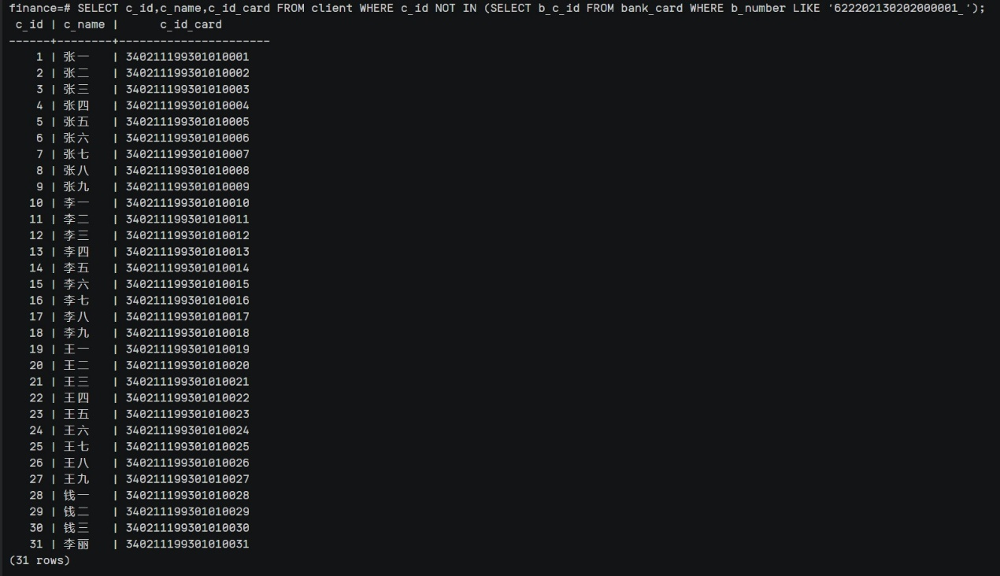 finance=# SELECT c_id,c_name,c_id_card FROM client WHERE c_id NOT IN (SELECT b_c_id FROM bank_card WHERE b_number LIKE '622202130202000001_');
 c_id | c_name |     c_id_card
------+--------+----------------------
    1 | 张一   | 340211199301010001
    2 | 张二   | 340211199301010002
    3 | 张三   | 340211199301010003
    4 | 张四   | 340211199301010004
    5 | 张五   | 340211199301010005
    6 | 张六   | 340211199301010006
    7 | 张七   | 340211199301010007
    8 | 张八   | 340211199301010008
    9 | 张九   | 340211199301010009
   10 | 李一   | 340211199301010010
   11 | 李二   | 340211199301010011
   12 | 李三   | 340211199301010012
   13 | 李四   | 340211199301010013
   14 | 李五   | 340211199301010014
   15 | 李六   | 340211199301010015
   16 | 李七   | 340211199301010016
   17 | 李八   | 340211199301010017
   18 | 李九   | 340211199301010018
   19 | 王一   | 340211199301010019
   20 | 王二   | 340211199301010020
   21 | 王三   | 340211199301010021
   22 | 王四   | 340211199301010022
   23 | 王五   | 340211199301010023
   24 | 王六   | 340211199301010024
   25 | 王七   | 340211199301010025
   26 | 王八   | 340211199301010026
   27 | 王九   | 340211199301010027
   28 | 钱一   | 340211199301010028
   29 | 钱二   | 340211199301010029
   30 | 钱三   | 340211199301010030
   31 | 李丽   | 340211199301010031
(31 rows)